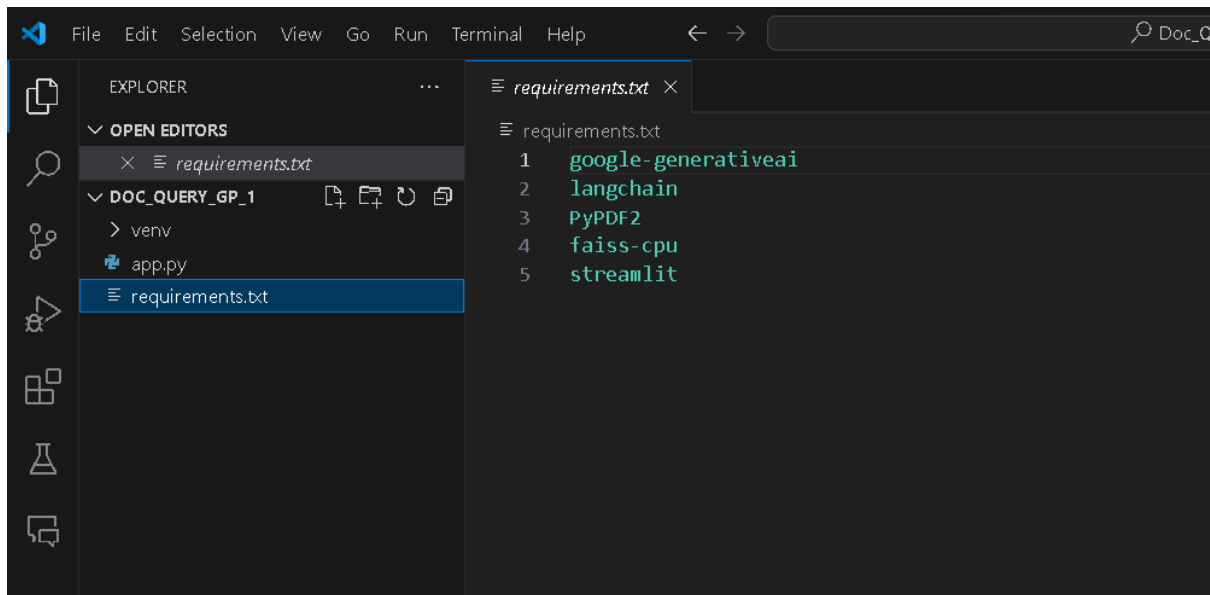 File Edit Selection View Go Run Terminal Help Doc_Q
EXPLORER
OPEN EDITORS
requirements.txt
DOC_QUERY_GP_1
venv
app.py
requirements.txt
requirements.txt
requirements.txt
1 google-generativeai
2 langchain
3 PyPDF2
4 faiss-cpu
5 streamlit